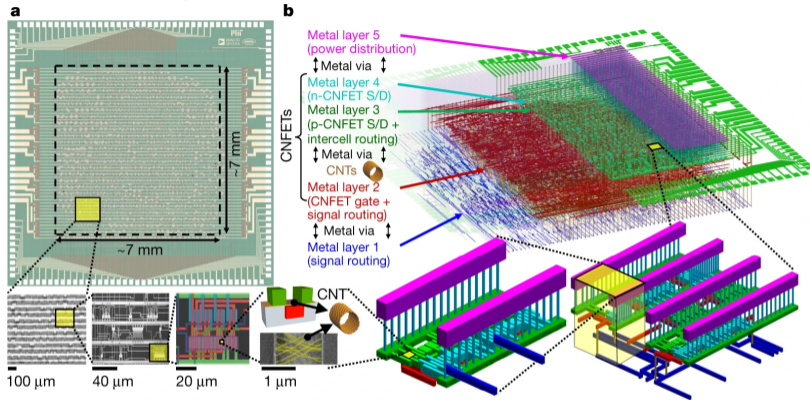 a
~7 mm
~7 mm
100 μm
40 μm
20 μm
1 μm
CNT
b
Metal layer 5
(power distribution)
Metal via
Metal layer 4
(n-CNFET S/D)
Metal layer 3
(p-CNFET S/D +
intercell routing)
Metal via
CNTs
Metal layer 2
(CNFET gate +
signal routing)
Metal via
Metal layer 1
(signal routing)
CNFETs